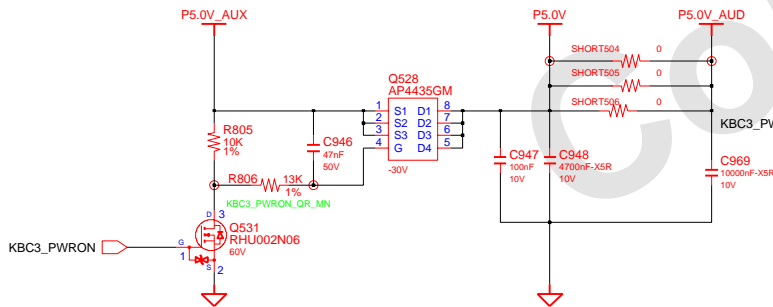 P5.0V_AUX
P5.0V
P5.0V_AUD
SHORT504
0
SHORT505
0
SHORT506
0
Q528
AP4435GM
1
S1
D1
8
2
S2
D2
7
3
S3
D3
6
4
G
D4
5
-30V
R805
10K
1%
C946
47nF
50V
KBC3_PW
C947
100nF
10V
C948
4700nF-X5R
10V
C969
10000nF-X5R
10V
R806
13K
1%
KBC3_PWRON_QR_MN
D
3
Q531
RHU002N06
60V
KBC3_PWRON
G
1
S
2
Co